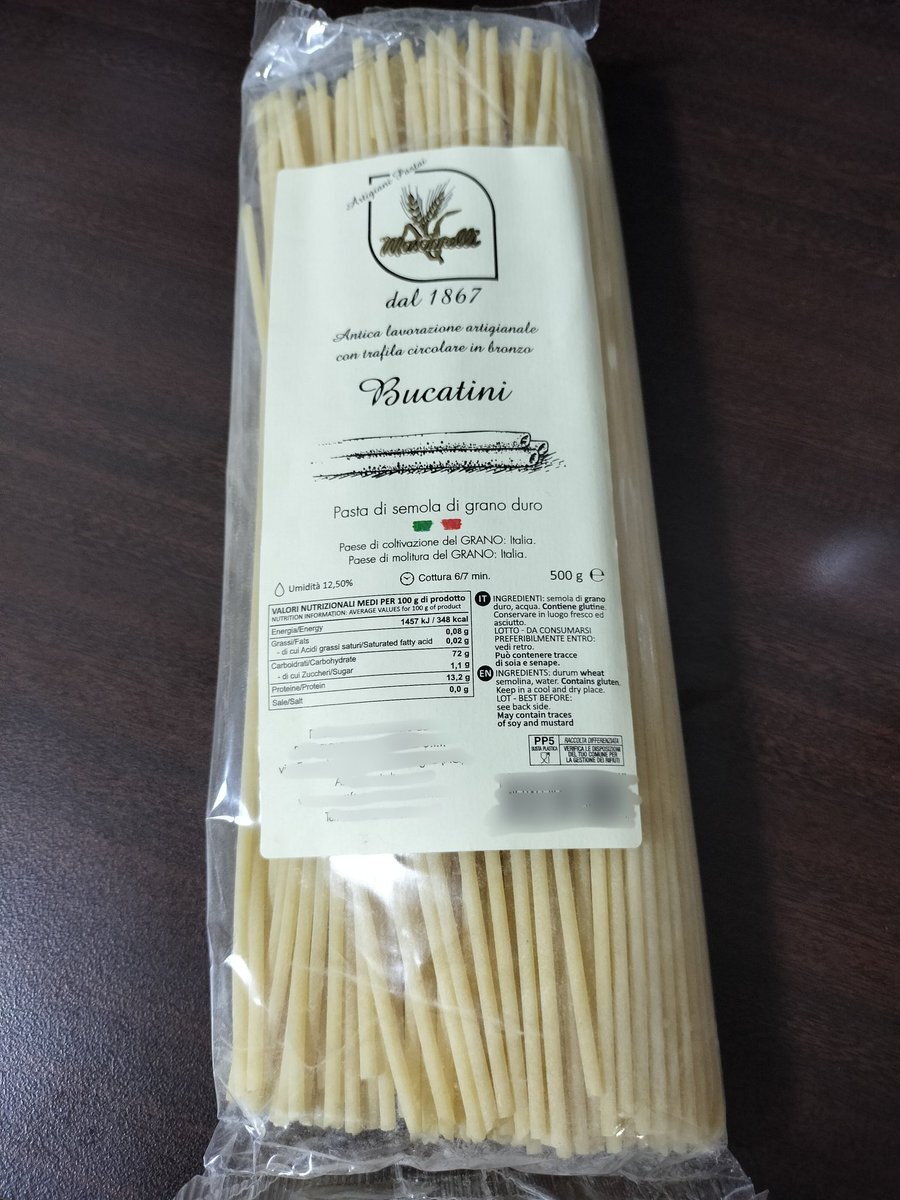 Artigiani Pastai
dal 1867
Antica lavorazione artigianale
con trafila circolare in bronzo
Bucatini
Pasta di semola di grano duro
Paese di coltivazione del GRANO: Italia.
Paese di molitura del GRANO: Italia.
Umidità 12,50%
Cottura 6/7 min.
500 g ℮
VALORI NUTRIZIONALI MEDI PER 100 g di prodotto
NUTRITION INFORMATION: AVERAGE VALUES for 100 g of product
Energia/Energy 1457 kJ / 348 kcal
Grassi/Fats 0,08 g
- di cui Acidi grassi saturi/Saturated fatty acid 0,02 g
Carboidrati/Carbohydrate 72 g
- di cui Zuccheri/Sugar 1,1 g
Proteine/Protein 13,2 g
Sale/Salt 0,0 g
IT INGREDIENTI: semola di grano
duro, acqua. Contiene glutine.
Conservare in luogo fresco ed
asciutto.
LOTTO - DA CONSUMARSI
PREFERIBILMENTE ENTRO:
vedi retro.
Può contenere tracce
di soia e senape.
EN INGREDIENTS: durum wheat
semolina, water. Contains gluten.
Keep in a cool and dry place.
LOT - BEST BEFORE:
see back side.
May contain traces
of soy and mustard
PP5
BUSTA PLASTICA
RACCOLTA DIFFERENZIATA
VERIFICA LE DISPOSIZIONI
DEL TUO COMUNE PER
LA GESTIONE DEI RIFIUTI